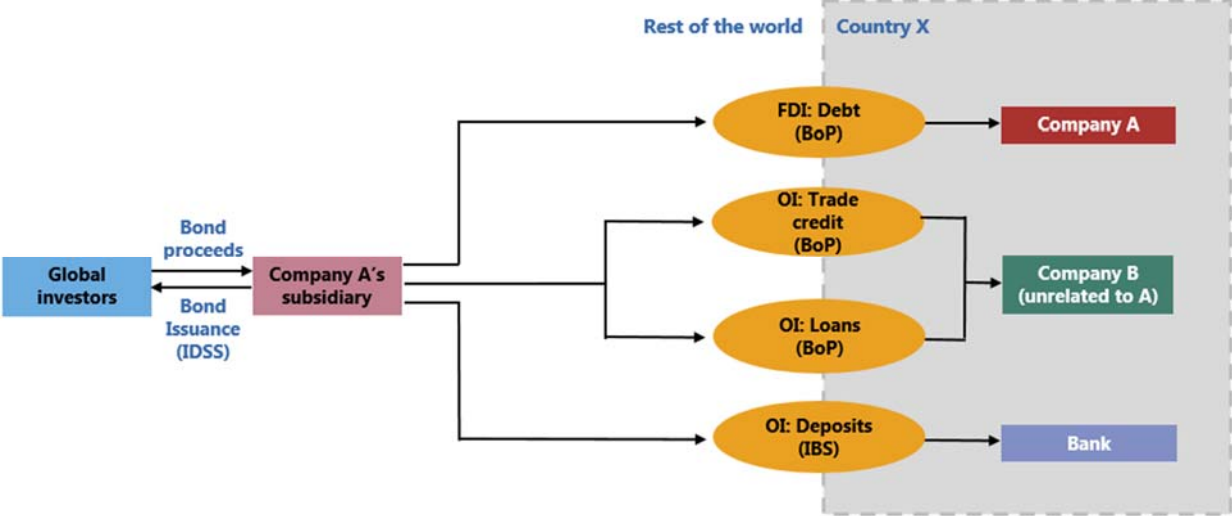 Rest of the world
Country X
FDI: Debt
(BoP)
Company A
OI: Trade
credit
(BoP)
Bond
proceeds
Global
investors
Company A´s
subsidiary
Company B
(unrelated to A)
Bond
Issuance
(IDSS)
OI: Loans
(BoP)
OI: Deposits
(IBS)
Bank